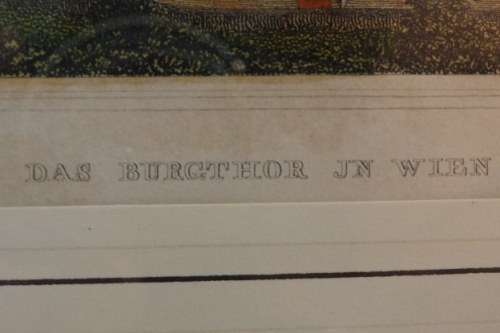 DAS BURGTHOR JN WIEN